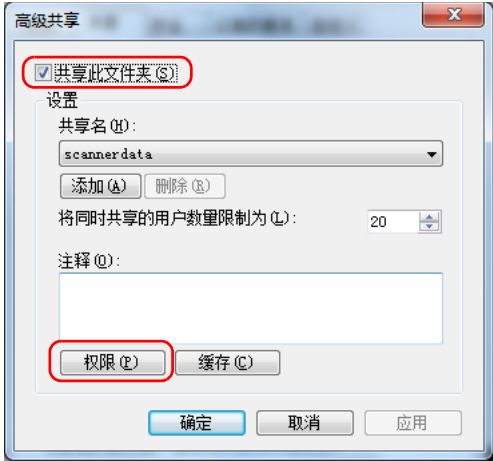 高级共享
共享此文件夹(S)
设置
共享名(H):
scannerdata
添加(A) 删除(R)
将同时共享的用户数量限制为(L): 20
注释(O):
权限(P) 缓存(C)
确定 取消 应用